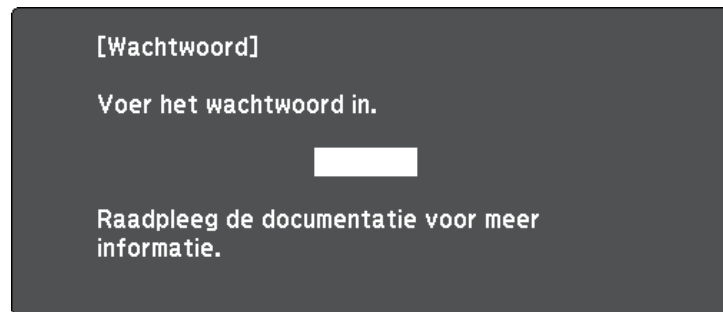 [Wachtwoord]
Voer het wachtwoord in.
Raadpleeg de documentatie voor meer
informatie.